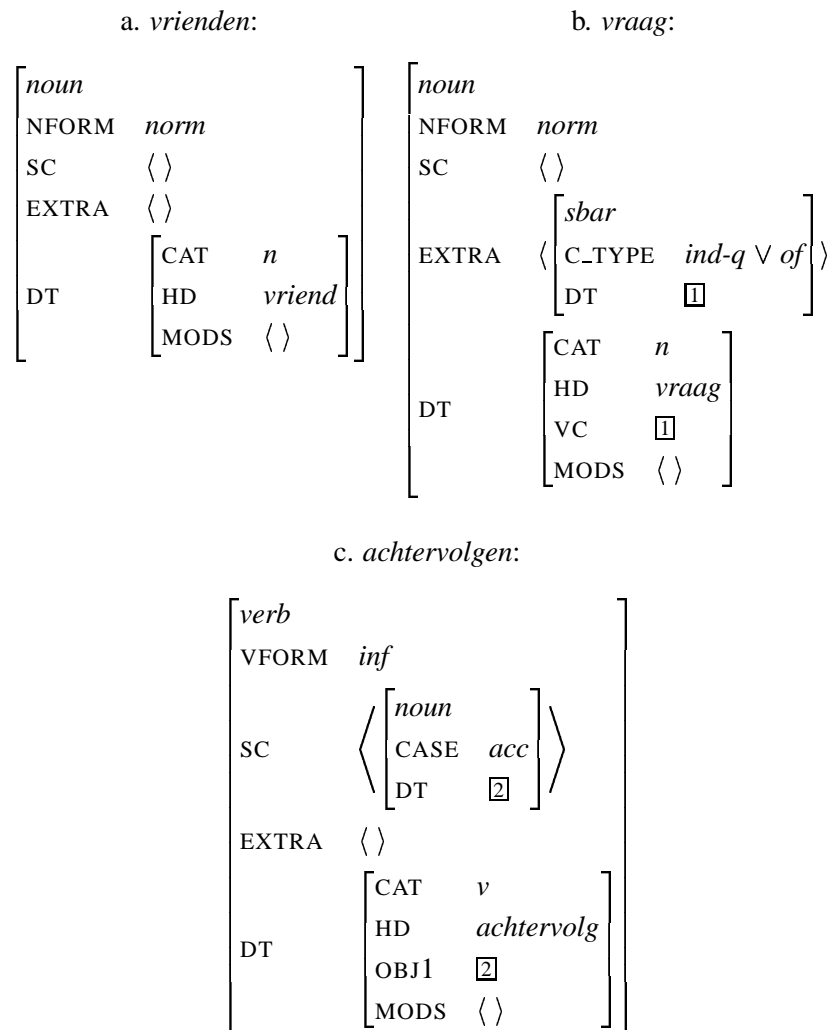 a. vrienden:
b. vraag:
noun
NFORM norm
SC ⟨ ⟩
EXTRA ⟨ ⟩
DT
CAT n
HD vriend
MODS ⟨ ⟩
noun
NFORM norm
SC ⟨ ⟩
EXTRA ⟨
sbar
C_TYPE ind-q ∨ of
DT 1
⟩
DT
CAT n
HD vraag
VC 1
MODS ⟨ ⟩
c. achtervolgen:
verb
VFORM inf
SC ⟨
noun
CASE acc
DT 2
⟩
EXTRA ⟨ ⟩
DT
CAT v
HD achtervolg
OBJ1 2
MODS ⟨ ⟩